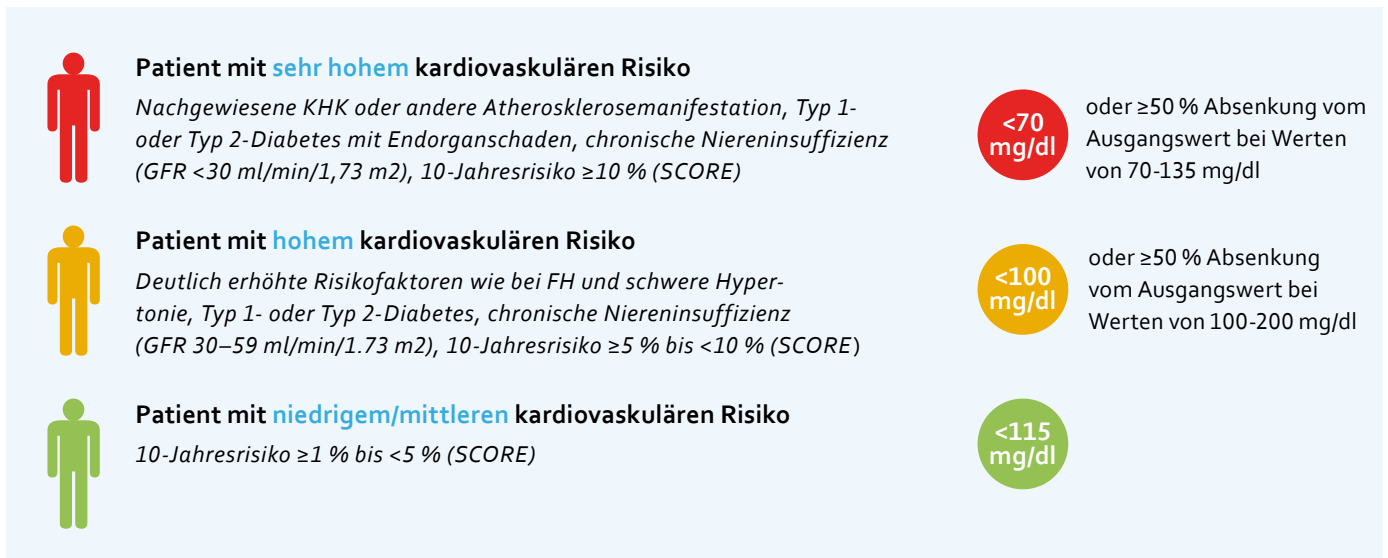 Patient mit sehr hohem kardiovaskulären Risiko
Nachgewiesene KHK oder andere Atherosklerosemanifestation, Typ 1-
oder Typ 2-Diabetes mit Endorganschaden, chronische Niereninsuffizienz
(GFR <30 ml/min/1,73 m2), 10-Jahresrisiko ≥10 % (SCORE)
<70
mg/dl
oder ≥50 % Absenkung vom
Ausgangswert bei Werten
von 70-135 mg/dl
Patient mit hohem kardiovaskulären Risiko
Deutlich erhöhte Risikofaktoren wie bei FH und schwere Hyper-
tonie, Typ 1- oder Typ 2-Diabetes, chronische Niereninsuffizienz
(GFR 30–59 ml/min/1.73 m2), 10-Jahresrisiko ≥5 % bis <10 % (SCORE)
<100
mg/dl
oder ≥50 % Absenkung
vom Ausgangswert bei
Werten von 100-200 mg/dl
Patient mit niedrigem/mittleren kardiovaskulären Risiko
10-Jahresrisiko ≥1 % bis <5 % (SCORE)
<115
mg/dl